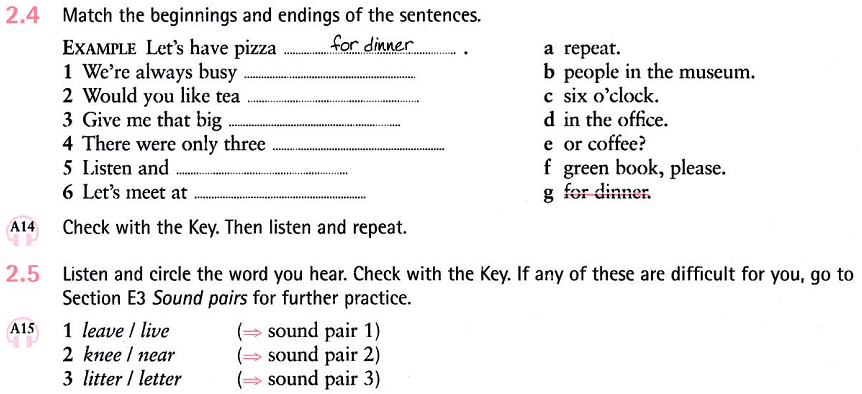 2.4 Match the beginnings and endings of the sentences.
EXAMPLE Let's have pizza ........ for dinner ........ .
1 We're always busy ........
2 Would you like tea ........
3 Give me that big ........
4 There were only three ........
5 Listen and ........
6 Let's meet at ........
a repeat.
b people in the museum.
c six o'clock.
d in the office.
e or coffee?
f green book, please.
g for dinner.
A14 Check with the Key. Then listen and repeat.
2.5 Listen and circle the word you hear. Check with the Key. If any of these are difficult for you, go to
Section E3 Sound pairs for further practice.
A15 1 leave / live (⇒ sound pair 1)
2 knee / near (⇒ sound pair 2)
3 litter / letter (⇒ sound pair 3)